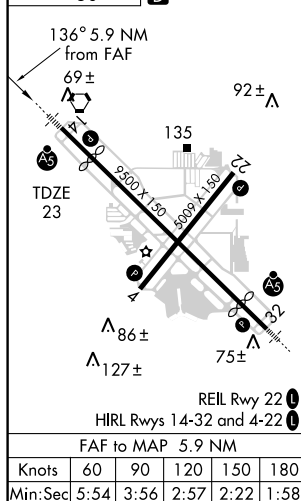 136° 5.9 NM
from FAF
69±
92±
14
P
A5
135
22
P
TDZE
23
9500 X 150
5009 X 150
P
4
A5
32
P
86±
127±
75±
REIL Rwy 22 L
HIRL Rwys 14-32 and 4-22 L
FAF to MAP 5.9 NM
Knots 60 90 120 150 180
Min:Sec 5:54 3:56 2:57 2:22 1:58